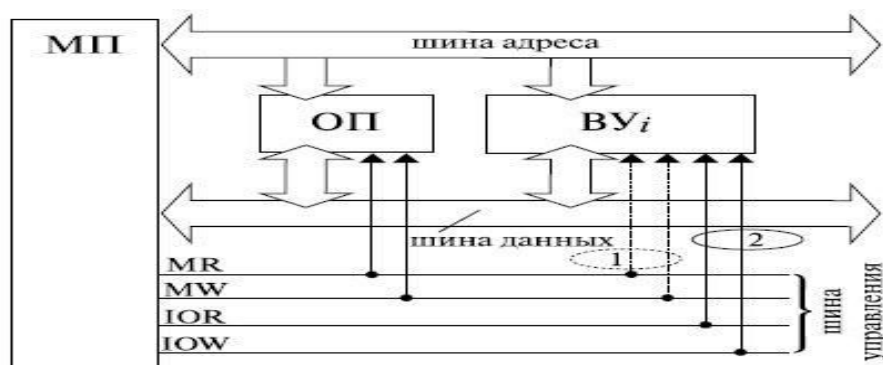 МП
шина адреса
ОП
ВУi
шина данных
1
2
MR
MW
IOR
IOW
шина
управления